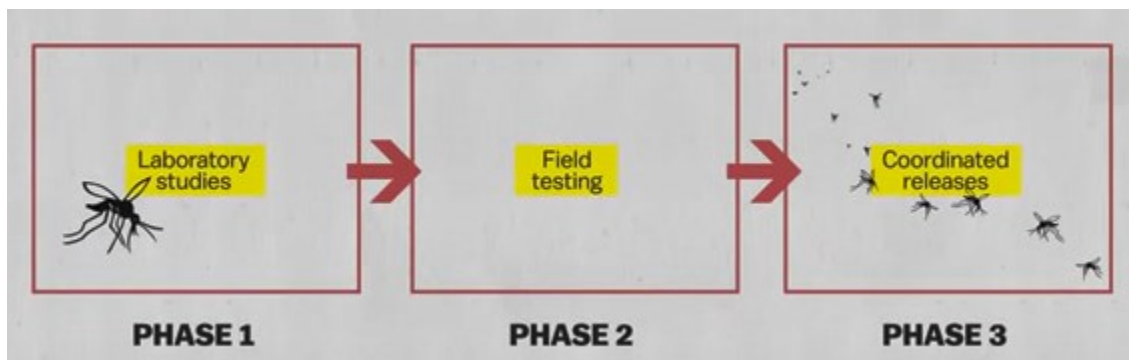 Laboratory
studies
Field
testing
Coordinated
releases
PHASE 1
PHASE 2
PHASE 3